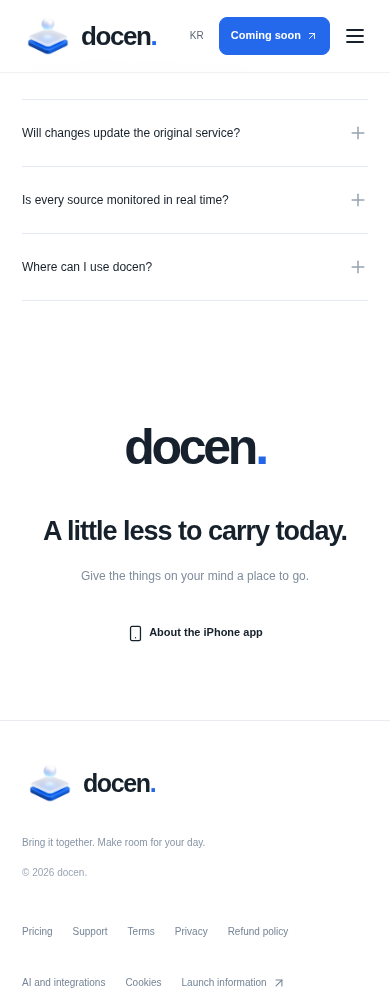 docen.
KR
Coming soon
Will changes update the original service?
Is every source monitored in real time?
Where can I use docen?
docen.
A little less to carry today.
Give the things on your mind a place to go.
About the iPhone app
docen.
Bring it together. Make room for your day.
© 2026 docen.
Pricing Support Terms Privacy Refund policy
AI and integrations Cookies Launch information